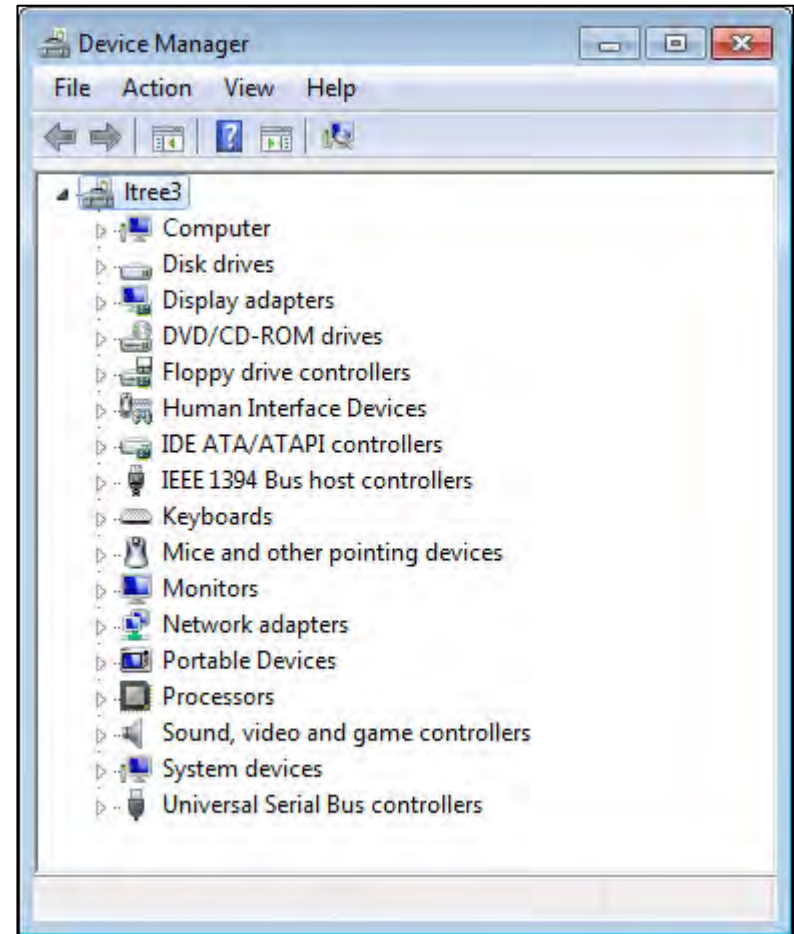 Device Manager
File Action View Help
ltree3
Computer
Disk drives
Display adapters
DVD/CD-ROM drives
Floppy drive controllers
Human Interface Devices
IDE ATA/ATAPI controllers
IEEE 1394 Bus host controllers
Keyboards
Mice and other pointing devices
Monitors
Network adapters
Portable Devices
Processors
Sound, video and game controllers
System devices
Universal Serial Bus controllers